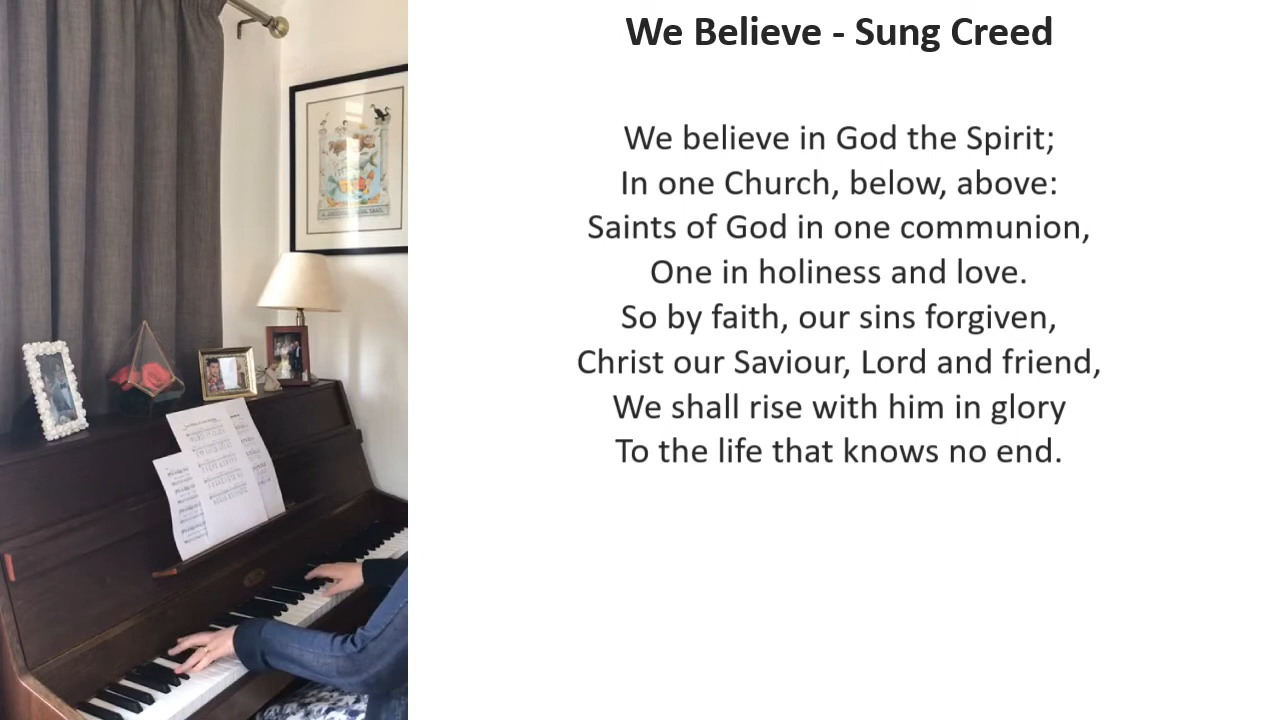 We Believe - Sung Creed
We believe in God the Spirit;
In one Church, below, above:
Saints of God in one communion,
One in holiness and love.
So by faith, our sins forgiven,
Christ our Saviour, Lord and friend,
We shall rise with him in glory
To the life that knows no end.